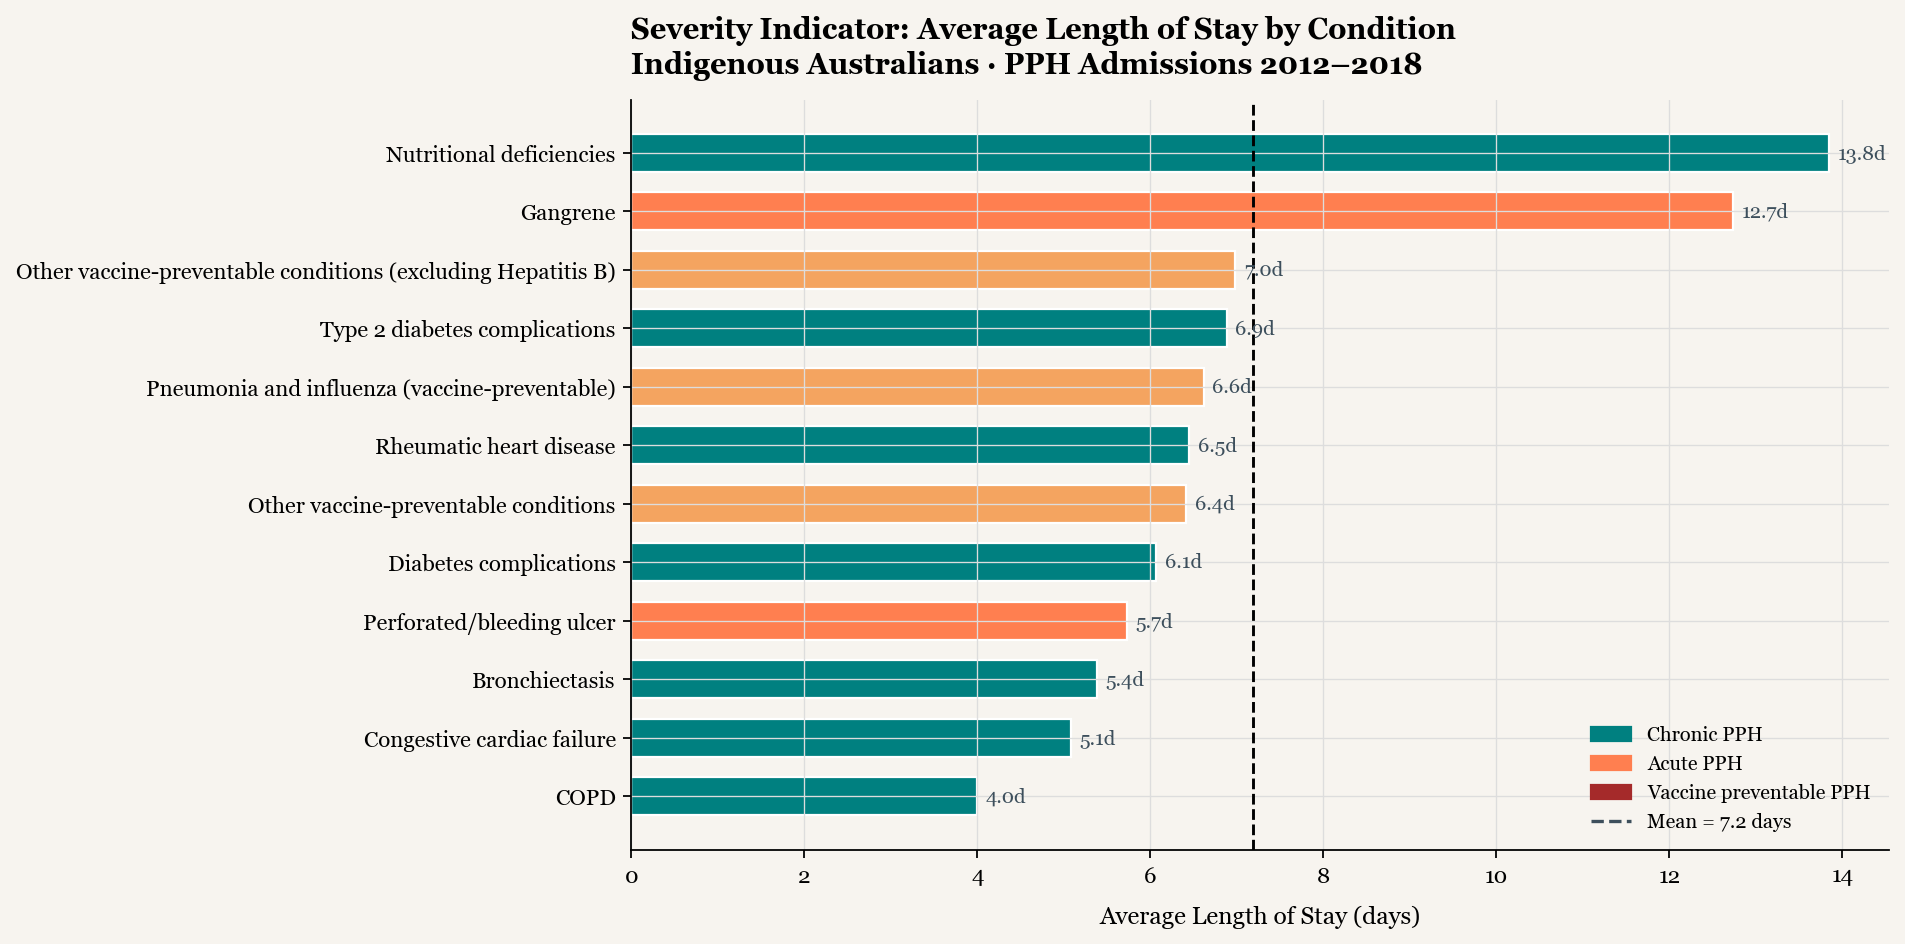 Severity Indicator: Average Length of Stay by Condition
Indigenous Australians · PPH Admissions 2012–2018
Nutritional deficiencies
13.8d
Gangrene
12.7d
Other vaccine-preventable conditions (excluding Hepatitis B)
7.0d
Type 2 diabetes complications
6.9d
Pneumonia and influenza (vaccine-preventable)
6.6d
Rheumatic heart disease
6.5d
Other vaccine-preventable conditions
6.4d
Diabetes complications
6.1d
Perforated/bleeding ulcer
5.7d
Bronchiectasis
5.4d
Congestive cardiac failure
5.1d
COPD
4.0d
Chronic PPH
Acute PPH
Vaccine preventable PPH
Mean = 7.2 days
0 2 4 6 8 10 12 14
Average Length of Stay (days)